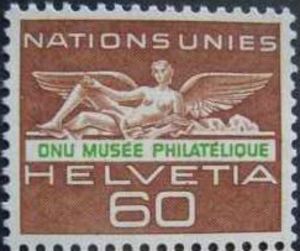 NATIONS UNIES
ONU MUSÉE PHILATÉLIQUE
HELVETIA
60